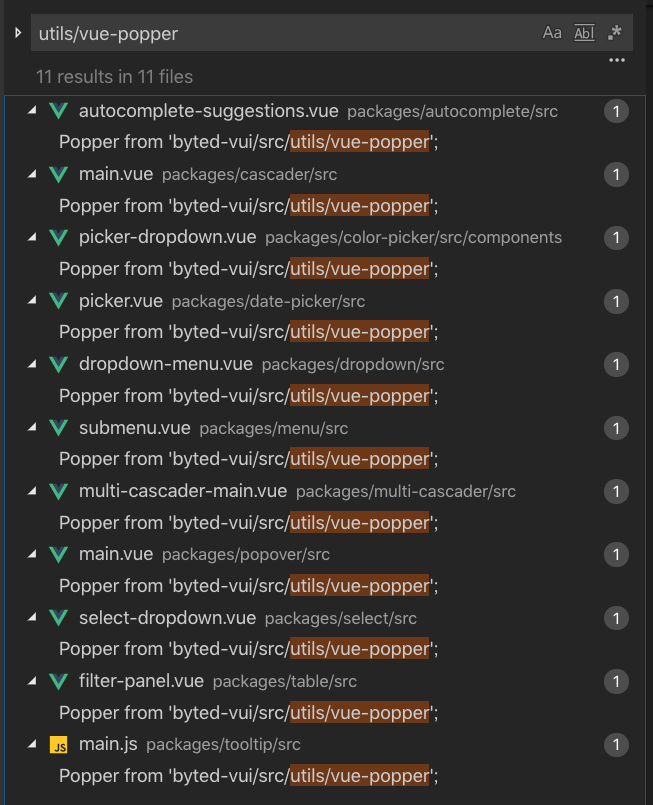 utils/vue-popper Aa Abl .*
11 results in 11 files
autocomplete-suggestions.vue packages/autocomplete/src 1
Popper from 'byted-vui/src/utils/vue-popper';
main.vue packages/cascader/src 1
Popper from 'byted-vui/src/utils/vue-popper';
picker-dropdown.vue packages/color-picker/src/components 1
Popper from 'byted-vui/src/utils/vue-popper';
picker.vue packages/date-picker/src 1
Popper from 'byted-vui/src/utils/vue-popper';
dropdown-menu.vue packages/dropdown/src 1
Popper from 'byted-vui/src/utils/vue-popper';
submenu.vue packages/menu/src 1
Popper from 'byted-vui/src/utils/vue-popper';
multi-cascader-main.vue packages/multi-cascader/src 1
Popper from 'byted-vui/src/utils/vue-popper';
main.vue packages/popover/src 1
Popper from 'byted-vui/src/utils/vue-popper';
select-dropdown.vue packages/select/src 1
Popper from 'byted-vui/src/utils/vue-popper';
filter-panel.vue packages/table/src 1
Popper from 'byted-vui/src/utils/vue-popper';
JS main.js packages/tooltip/src 1
Popper from 'byted-vui/src/utils/vue-popper';